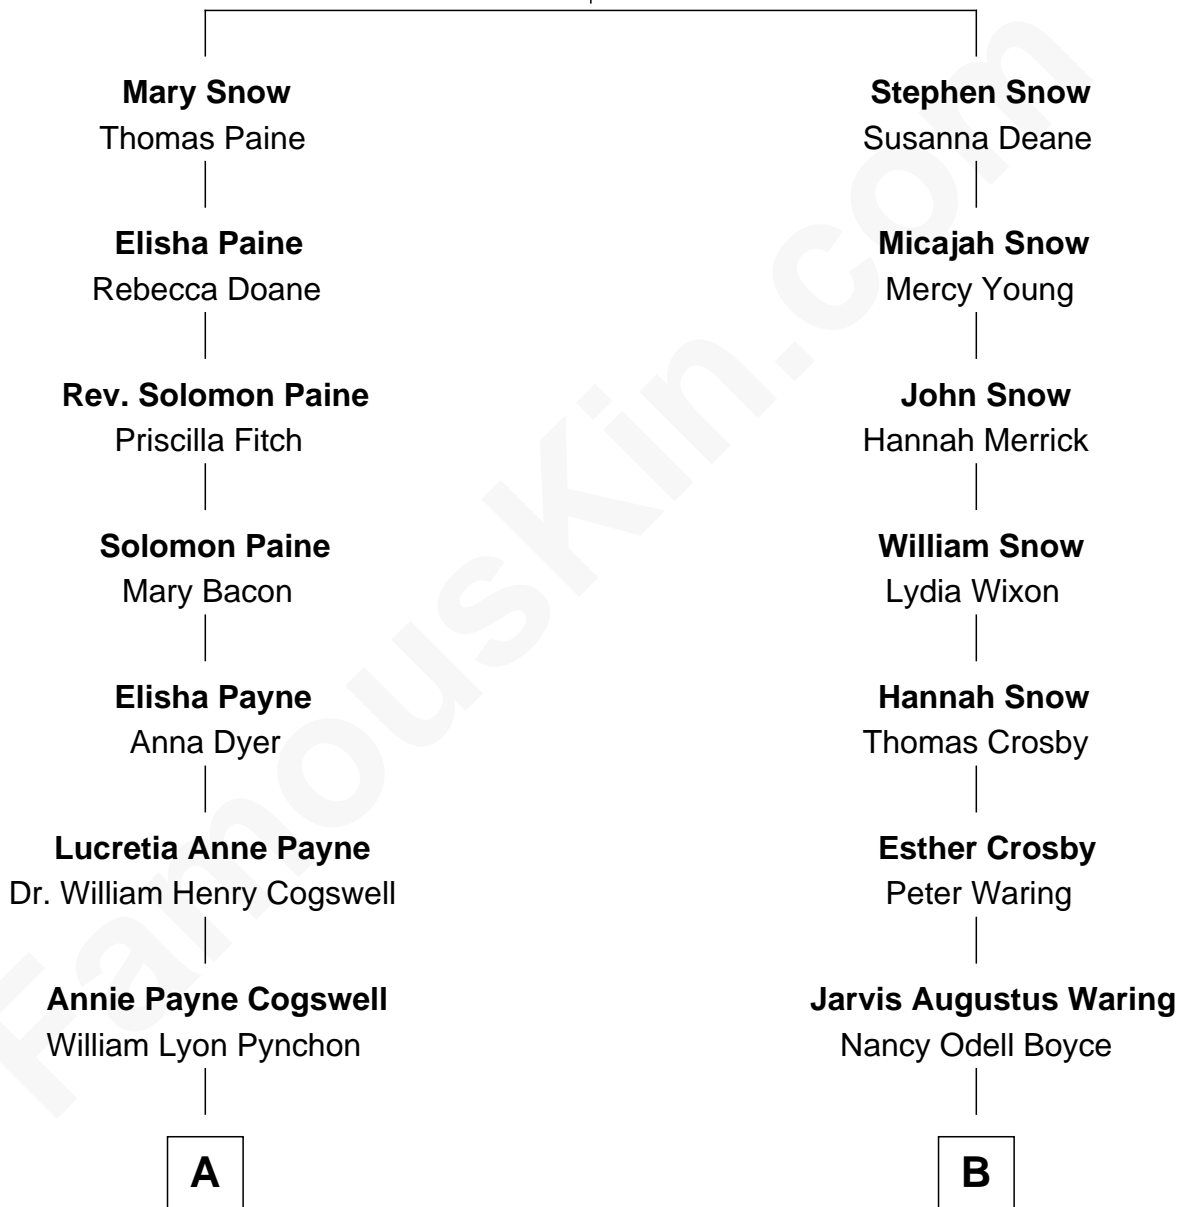 Mary Snow
Thomas Paine
Elisha Paine
Rebecca Doane
Rev. Solomon Paine
Priscilla Fitch
Solomon Paine
Mary Bacon
Elisha Payne
Anna Dyer
Lucretia Anne Payne
Dr. William Henry Cogswell
Annie Payne Cogswell
William Lyon Pynchon
A
Stephen Snow
Susanna Deane
Micajah Snow
Mercy Young
John Snow
Hannah Merrick
William Snow
Lydia Wixon
Hannah Snow
Thomas Crosby
Esther Crosby
Peter Waring
Jarvis Augustus Waring
Nancy Odell Boyce
B
FamousKin.com